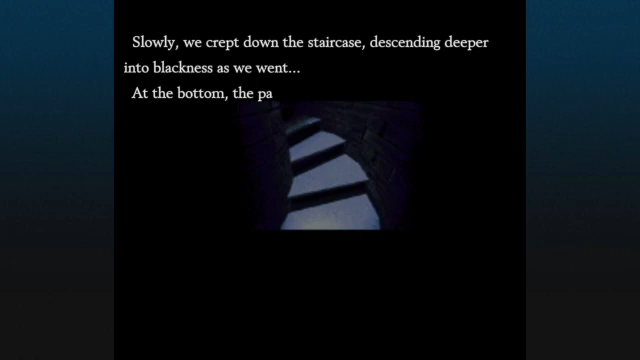 Slowly, we crept down the staircase, descending deeper
into blackness as we went...
At the bottom, the pa